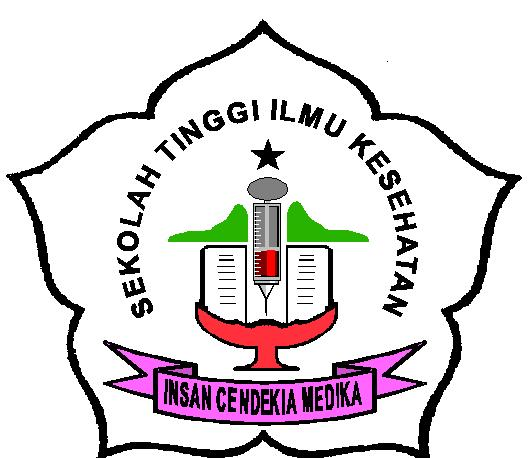 SEKOLAH TINGGI ILMU KESEHATAN
INSAN CENDEKIA MEDIKA